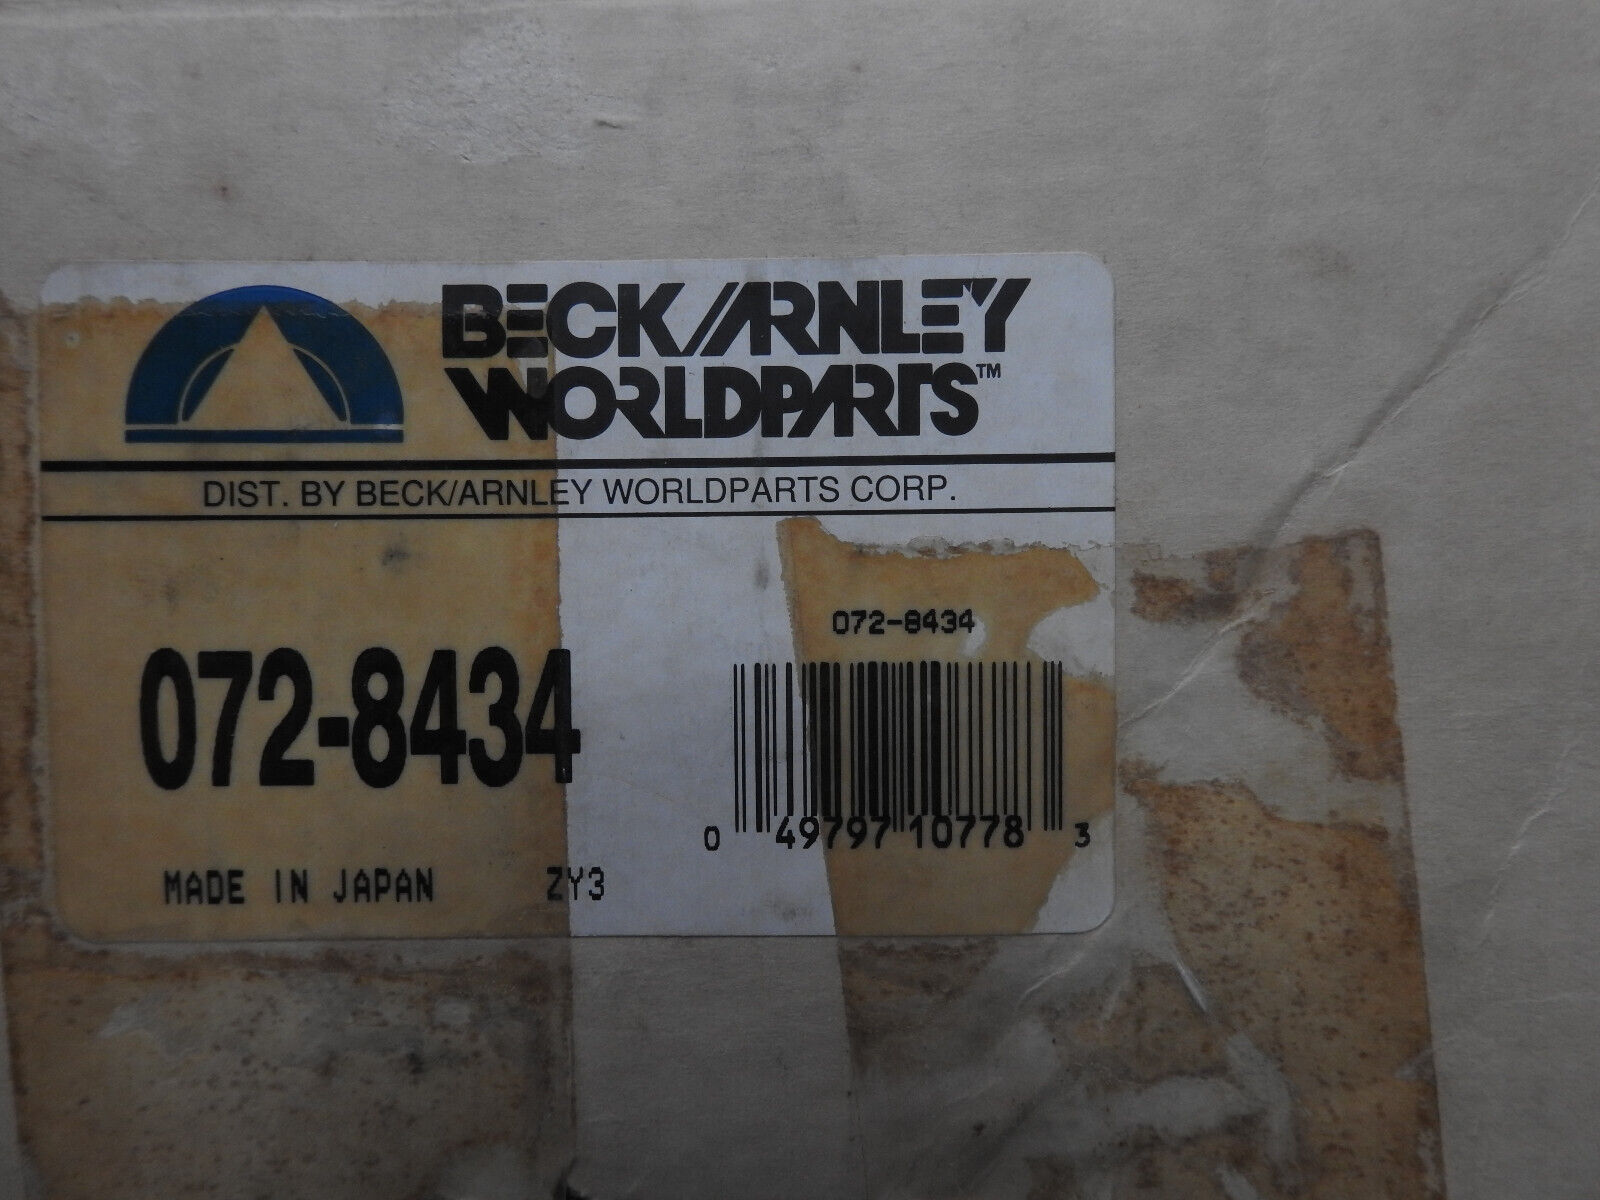 BECK/ARNLEY
WORLDPARTS™
DIST. BY BECK/ARNLEY WORLDPARTS CORP.
072-8434
072-8434
0 49797 10778 3
MADE IN JAPAN ZY3